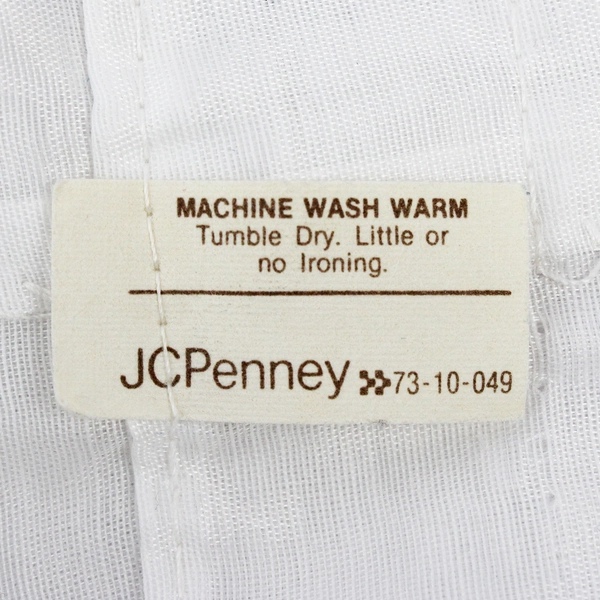 MACHINE WASH WARM
Tumble Dry. Little or
no Ironing.
JCPenney 73-10-049